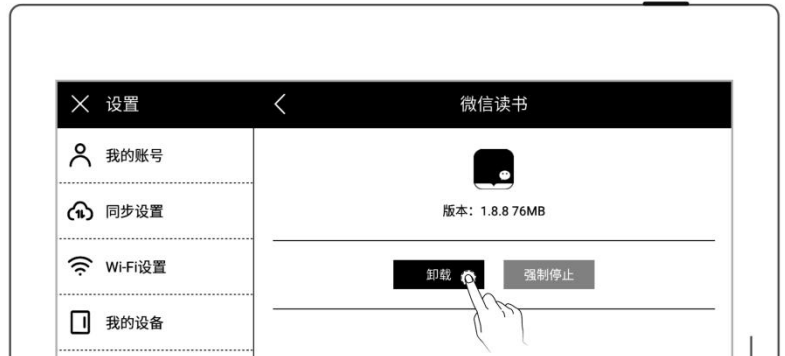 设置
微信读书
我的账号
同步设置
Wi-Fi设置
我的设备
版本：1.8.8 76MB
卸载
强制停止